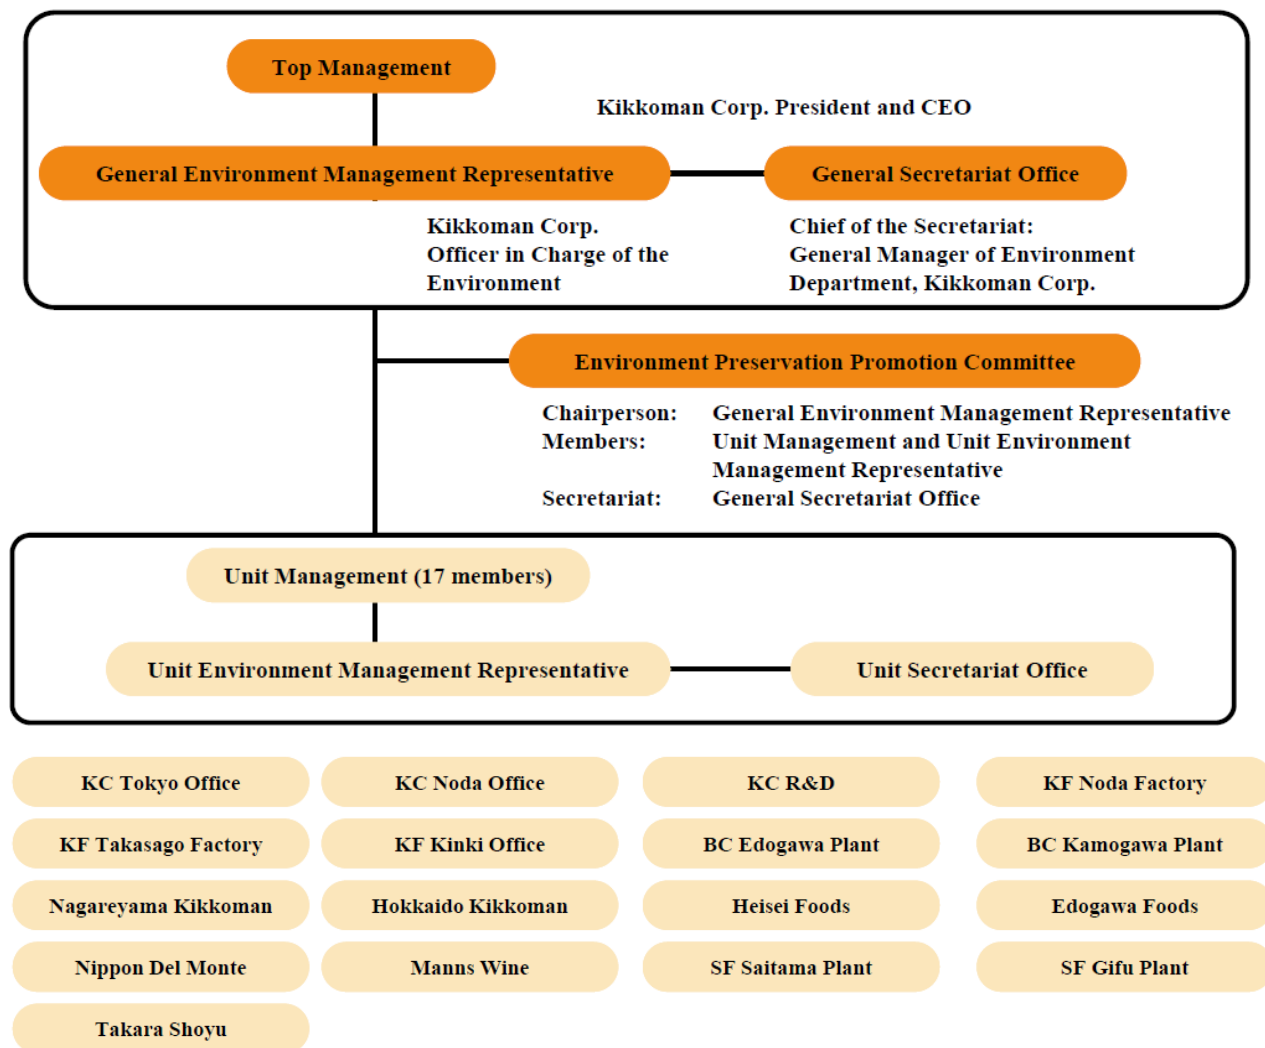 Top Management
Kikkoman Corp. President and CEO
General Environment Management Representative
General Secretariat Office
Kikkoman Corp.
Officer in Charge of the
Environment
Chief of the Secretariat:
General Manager of Environment
Department, Kikkoman Corp.
Environment Preservation Promotion Committee
Chairperson: General Environment Management Representative
Members: Unit Management and Unit Environment
Management Representative
Secretariat: General Secretariat Office
Unit Management (17 members)
Unit Environment Management Representative
Unit Secretariat Office
KC Tokyo Office
KC Noda Office
KC R&D
KF Noda Factory
KF Takasago Factory
KF Kinki Office
BC Edogawa Plant
BC Kamogawa Plant
Nagareyama Kikkoman
Hokkaido Kikkoman
Heisei Foods
Edogawa Foods
Nippon Del Monte
Manns Wine
SF Saitama Plant
SF Gifu Plant
Takara Shoyu